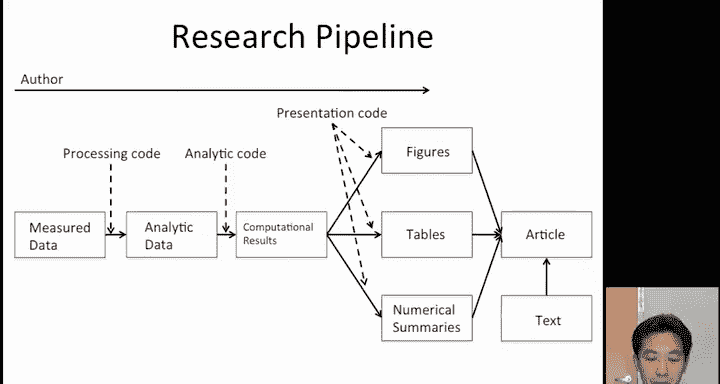 Research Pipeline
Author
Presentation code
Processing code
Analytic code
Figures
Measured
Data
Analytic
Data
Computational
Results
Tables
Article
Numerical
Summaries
Text